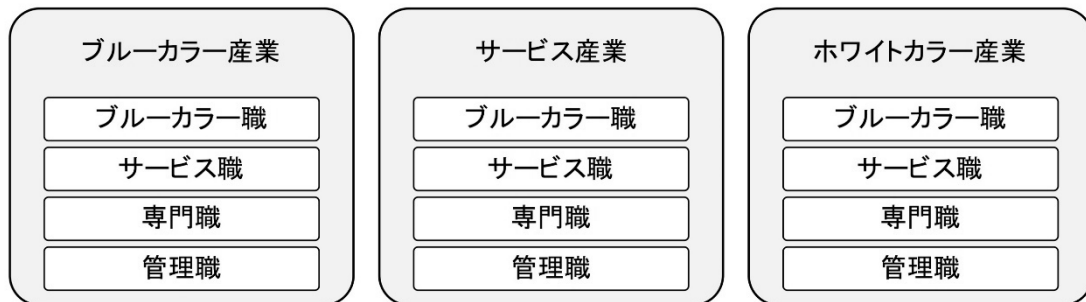 ブルーカラー産業
ブルーカラー職
サービス職
専門職
管理職
サービス産業
ブルーカラー職
サービス職
専門職
管理職
ホワイトカラー産業
ブルーカラー職
サービス職
専門職
管理職